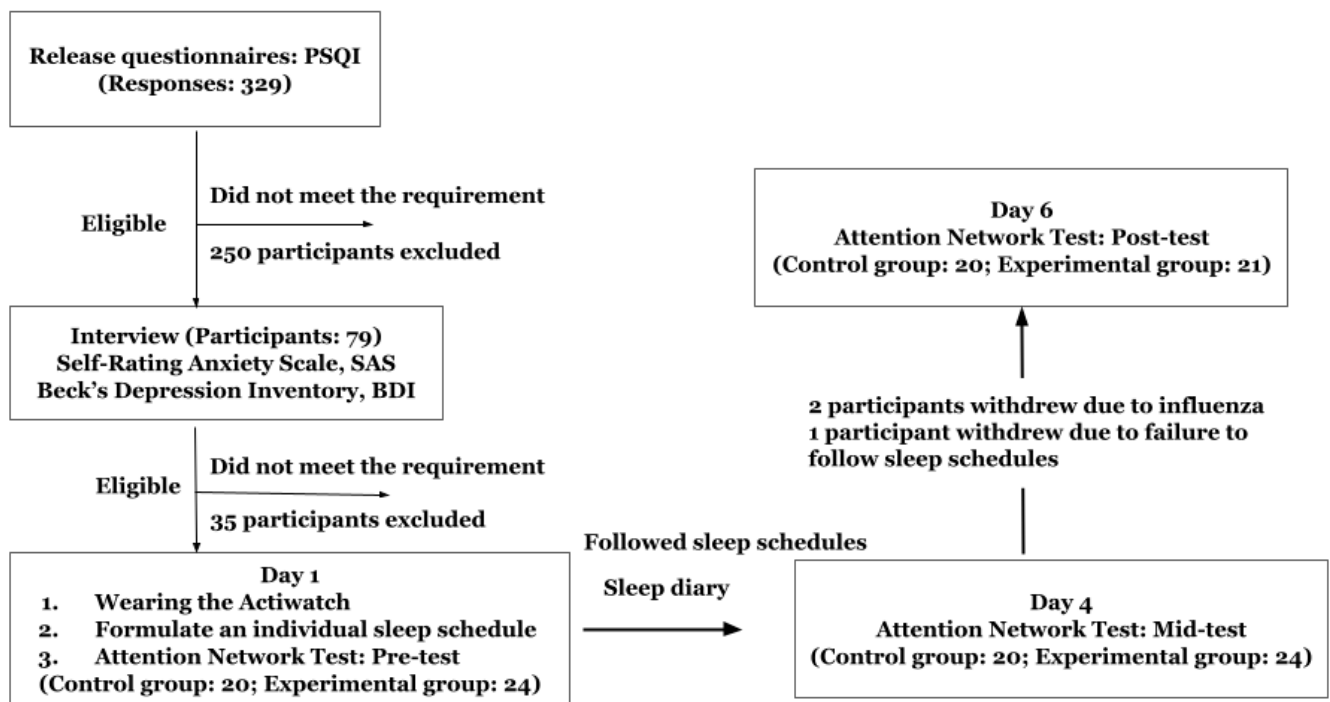 Release questionnaires: PSQI
(Responses: 329)
Eligible
Did not meet the requirement
250 participants excluded
Interview (Participants: 79)
Self-Rating Anxiety Scale, SAS
Beck's Depression Inventory, BDI
Eligible
Did not meet the requirement
35 participants excluded
Day 1
1. Wearing the Actiwatch
2. Formulate an individual sleep schedule
3. Attention Network Test: Pre-test
(Control group: 20; Experimental group: 24)
Followed sleep schedules
Sleep diary
Day 4
Attention Network Test: Mid-test
(Control group: 20; Experimental group: 24)
2 participants withdrew due to influenza
1 participant withdrew due to failure to
follow sleep schedules
Day 6
Attention Network Test: Post-test
(Control group: 20; Experimental group: 21)